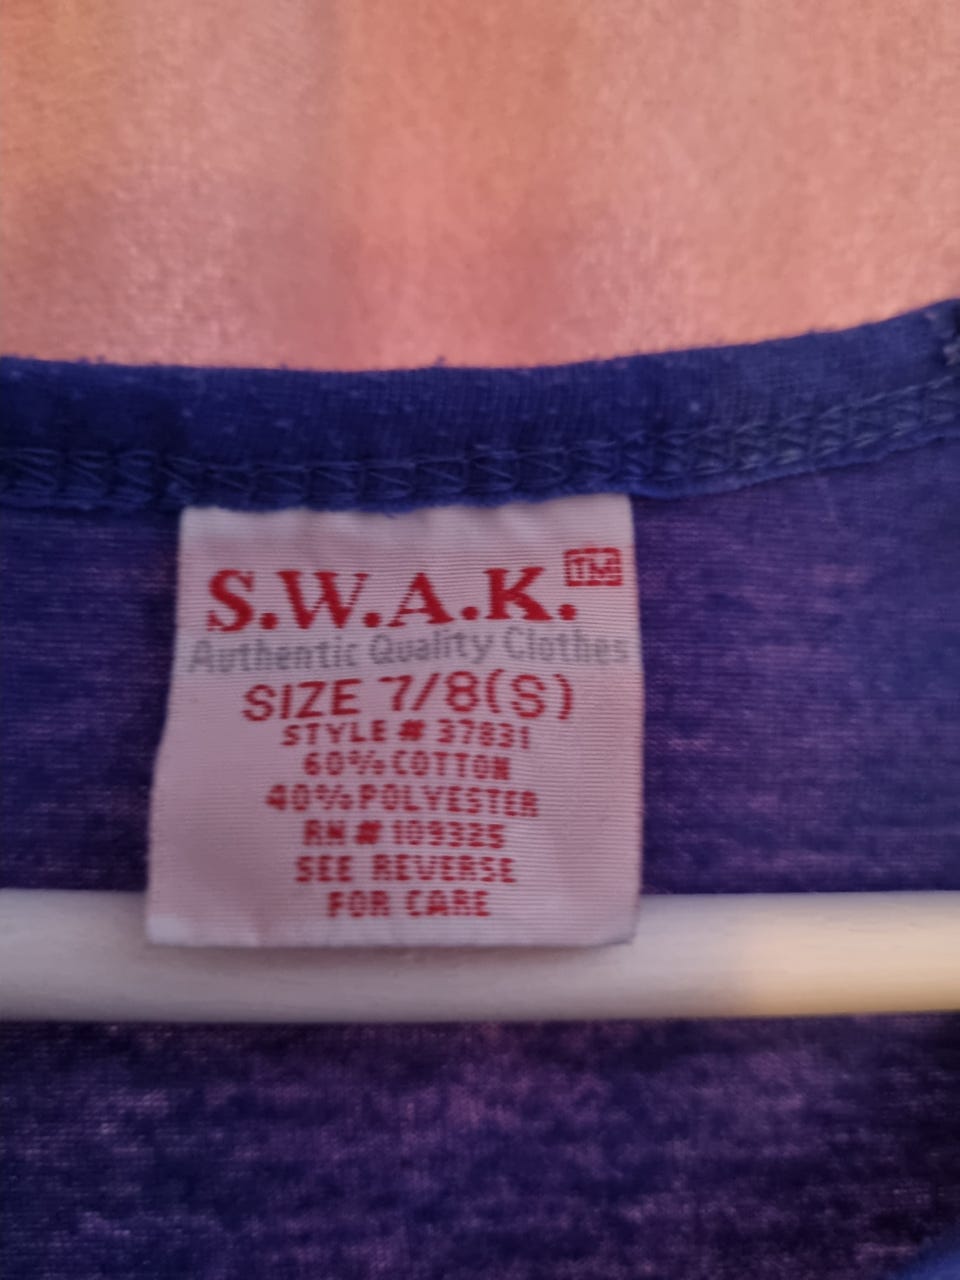 S.W.A.K.™
Authentic Quality Clothes
SIZE 7/8(S)
STYLE # 37831
60% COTTON
40% POLYESTER
RN # 109325
SEE REVERSE
FOR CARE